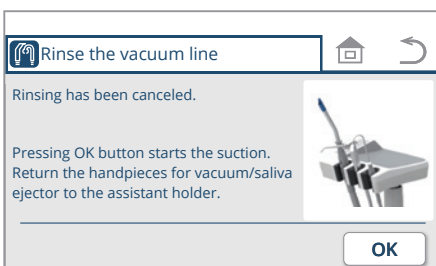 Rinse the vacuum line
Rinsing has been canceled.
Pressing OK button starts the suction.
Return the handpieces for vacuum/saliva
ejector to the assistant holder.
OK